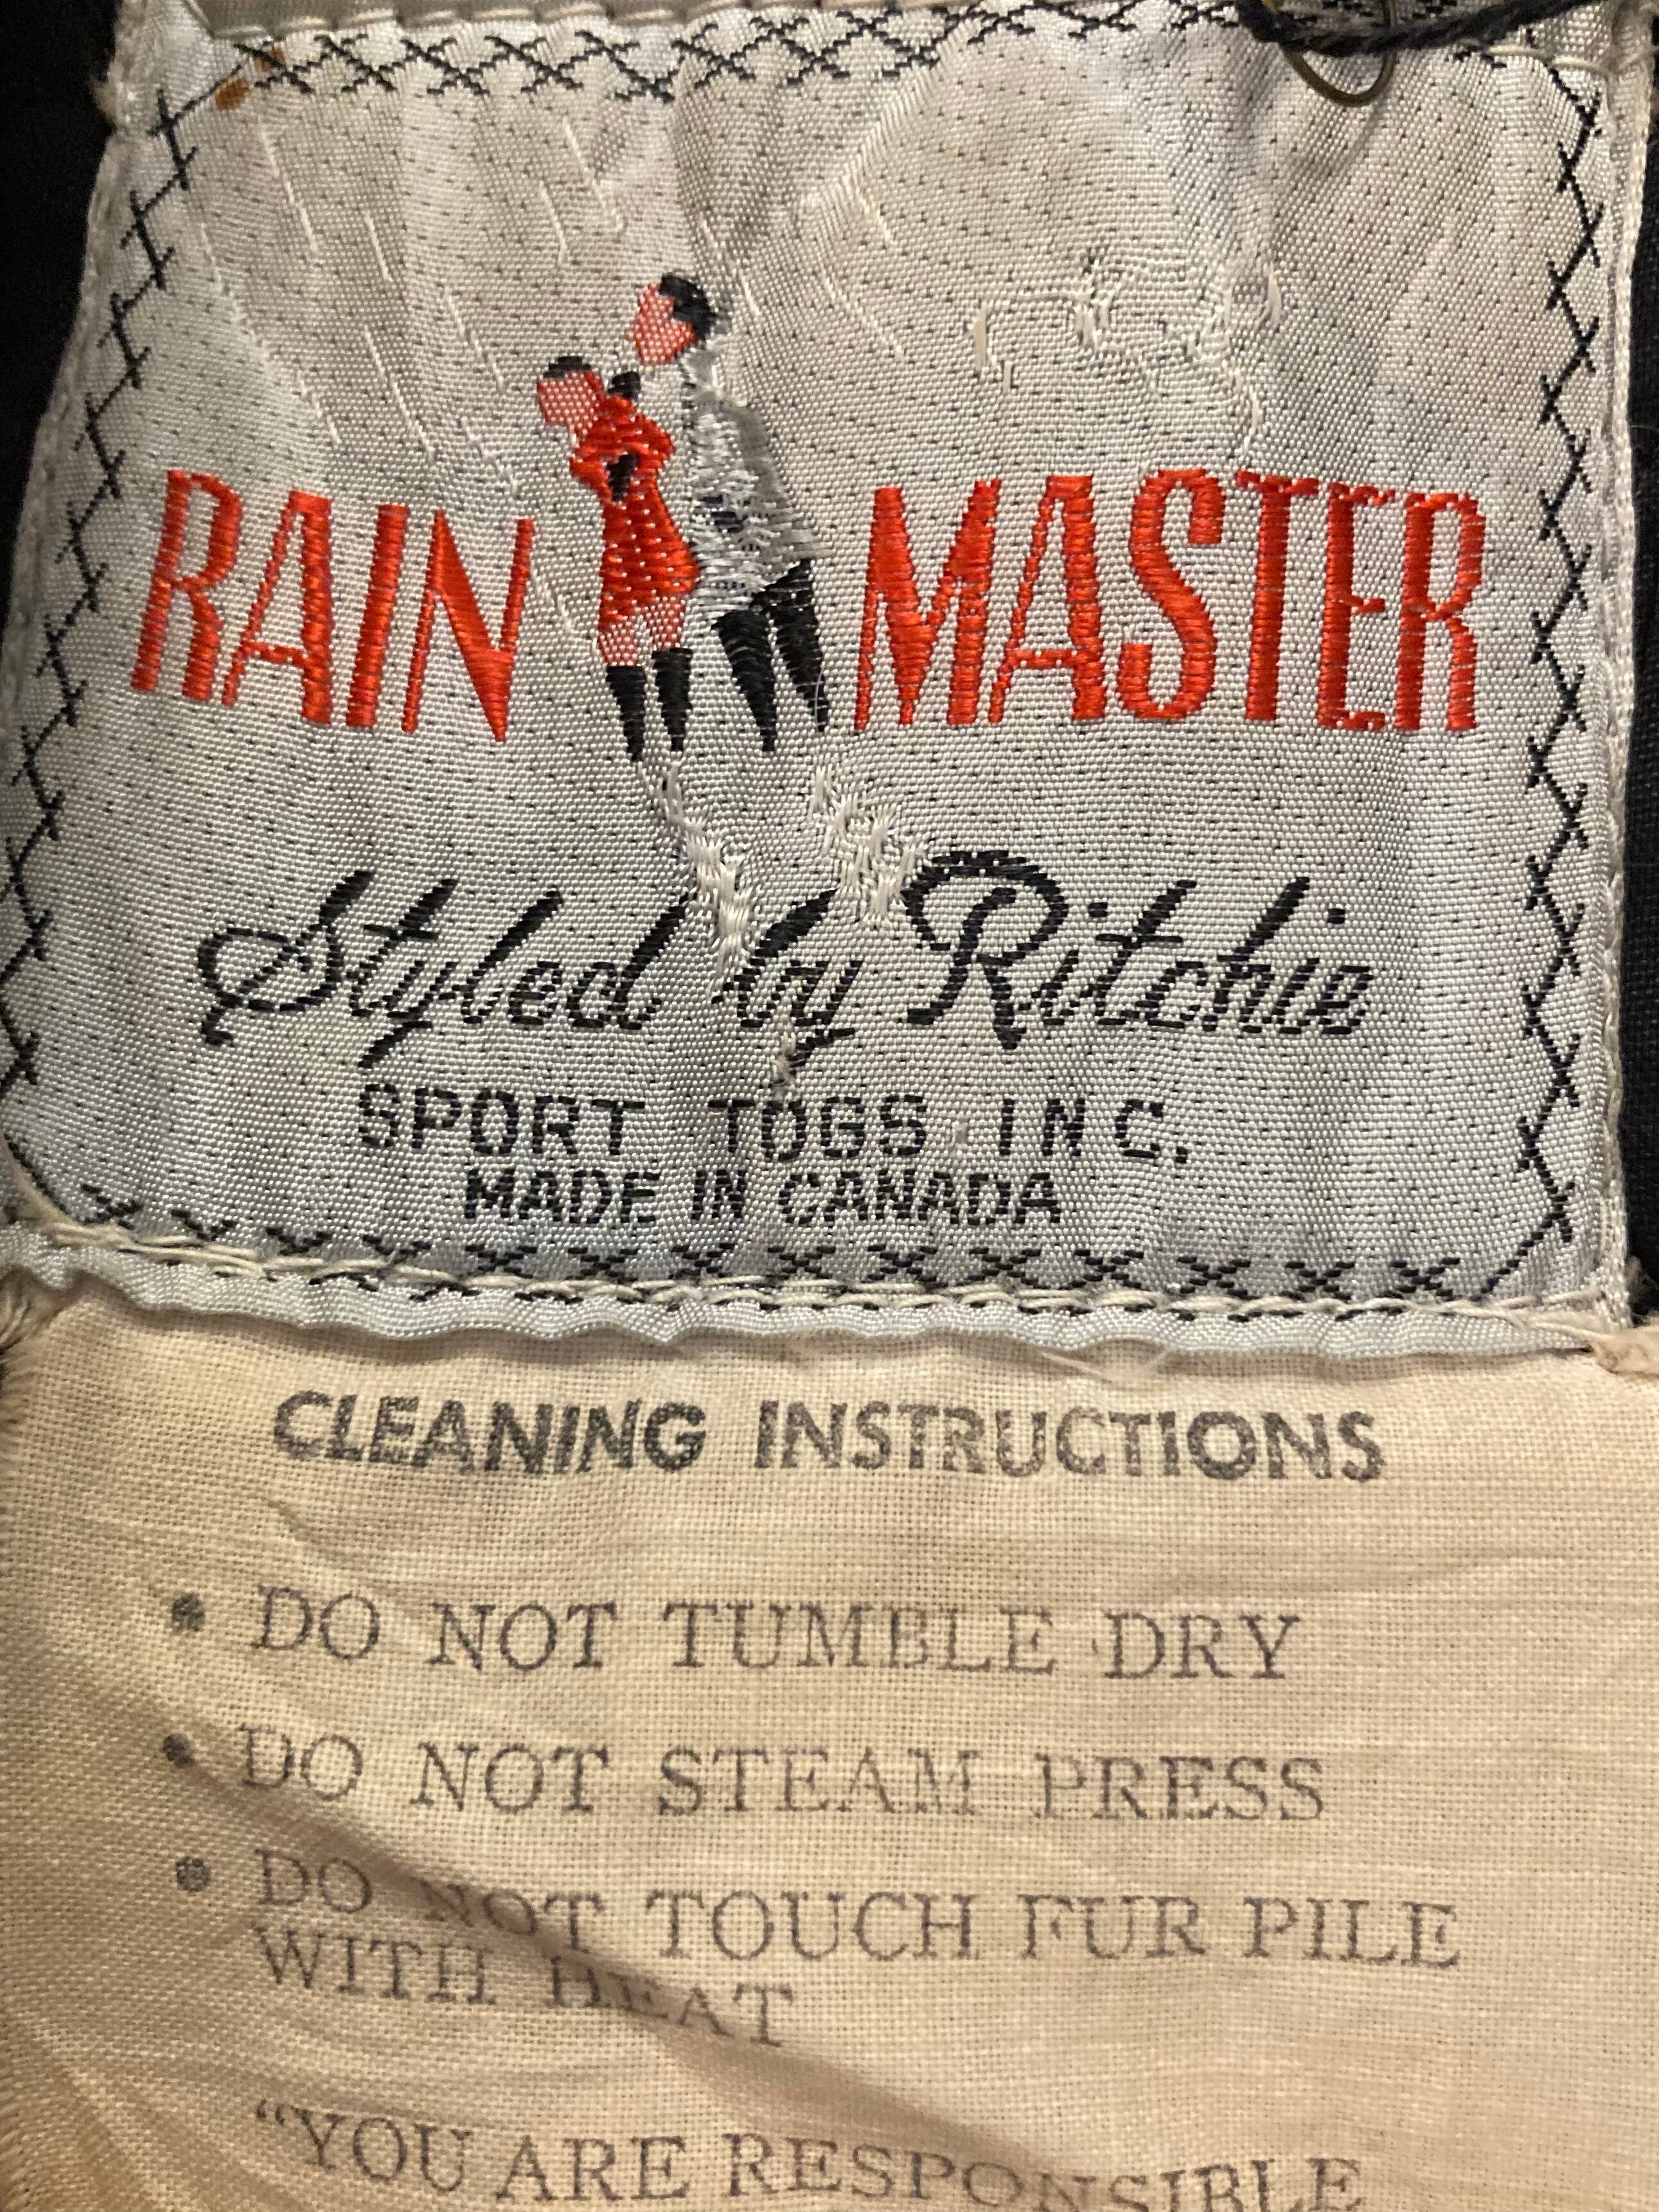 RAIN MASTER
Styled by Ritchie
SPORT TOGS INC.
MADE IN CANADA
CLEANING INSTRUCTIONS
• DO NOT TUMBLE DRY
• DO NOT STEAM PRESS
• DO NOT TOUCH FUR PILE
WITH HEAT
"YOU ARE RESPONSIBLE